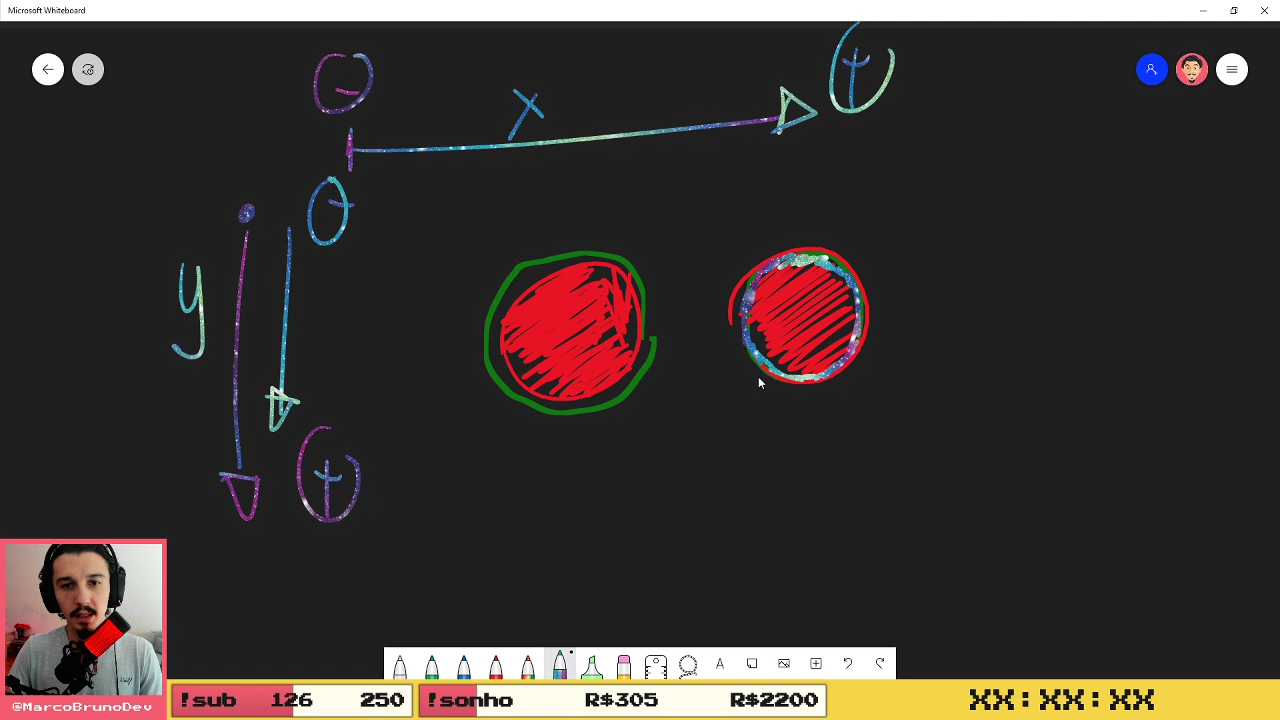 Microsoft Whiteboard
-
+
x
-
y
+
A
!sub 126 250
!sonho R$305 R$2200
XX:XX:XX
@MarcoBrunoDev